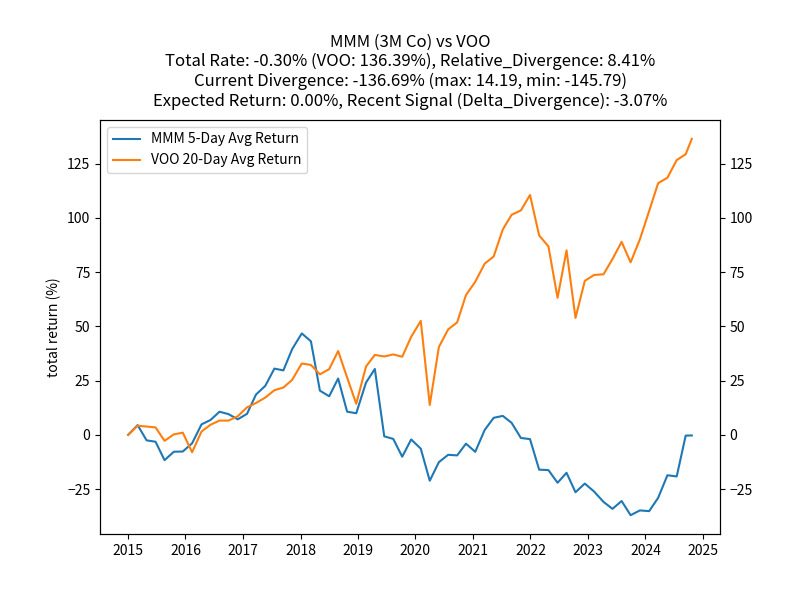 MMM (3M Co) vs VOO
Total Rate: -0.30% (VOO: 136.39%), Relative_Divergence: 8.41%
Current Divergence: -136.69% (max: 14.19, min: -145.79)
Expected Return: 0.00%, Recent Signal (Delta_Divergence): -3.07%
MMM 5-Day Avg Return
VOO 20-Day Avg Return
total return (%)
125
100
75
50
25
0
−25
125
100
75
50
25
0
−25
2015 2016 2017 2018 2019 2020 2021 2022 2023 2024 2025